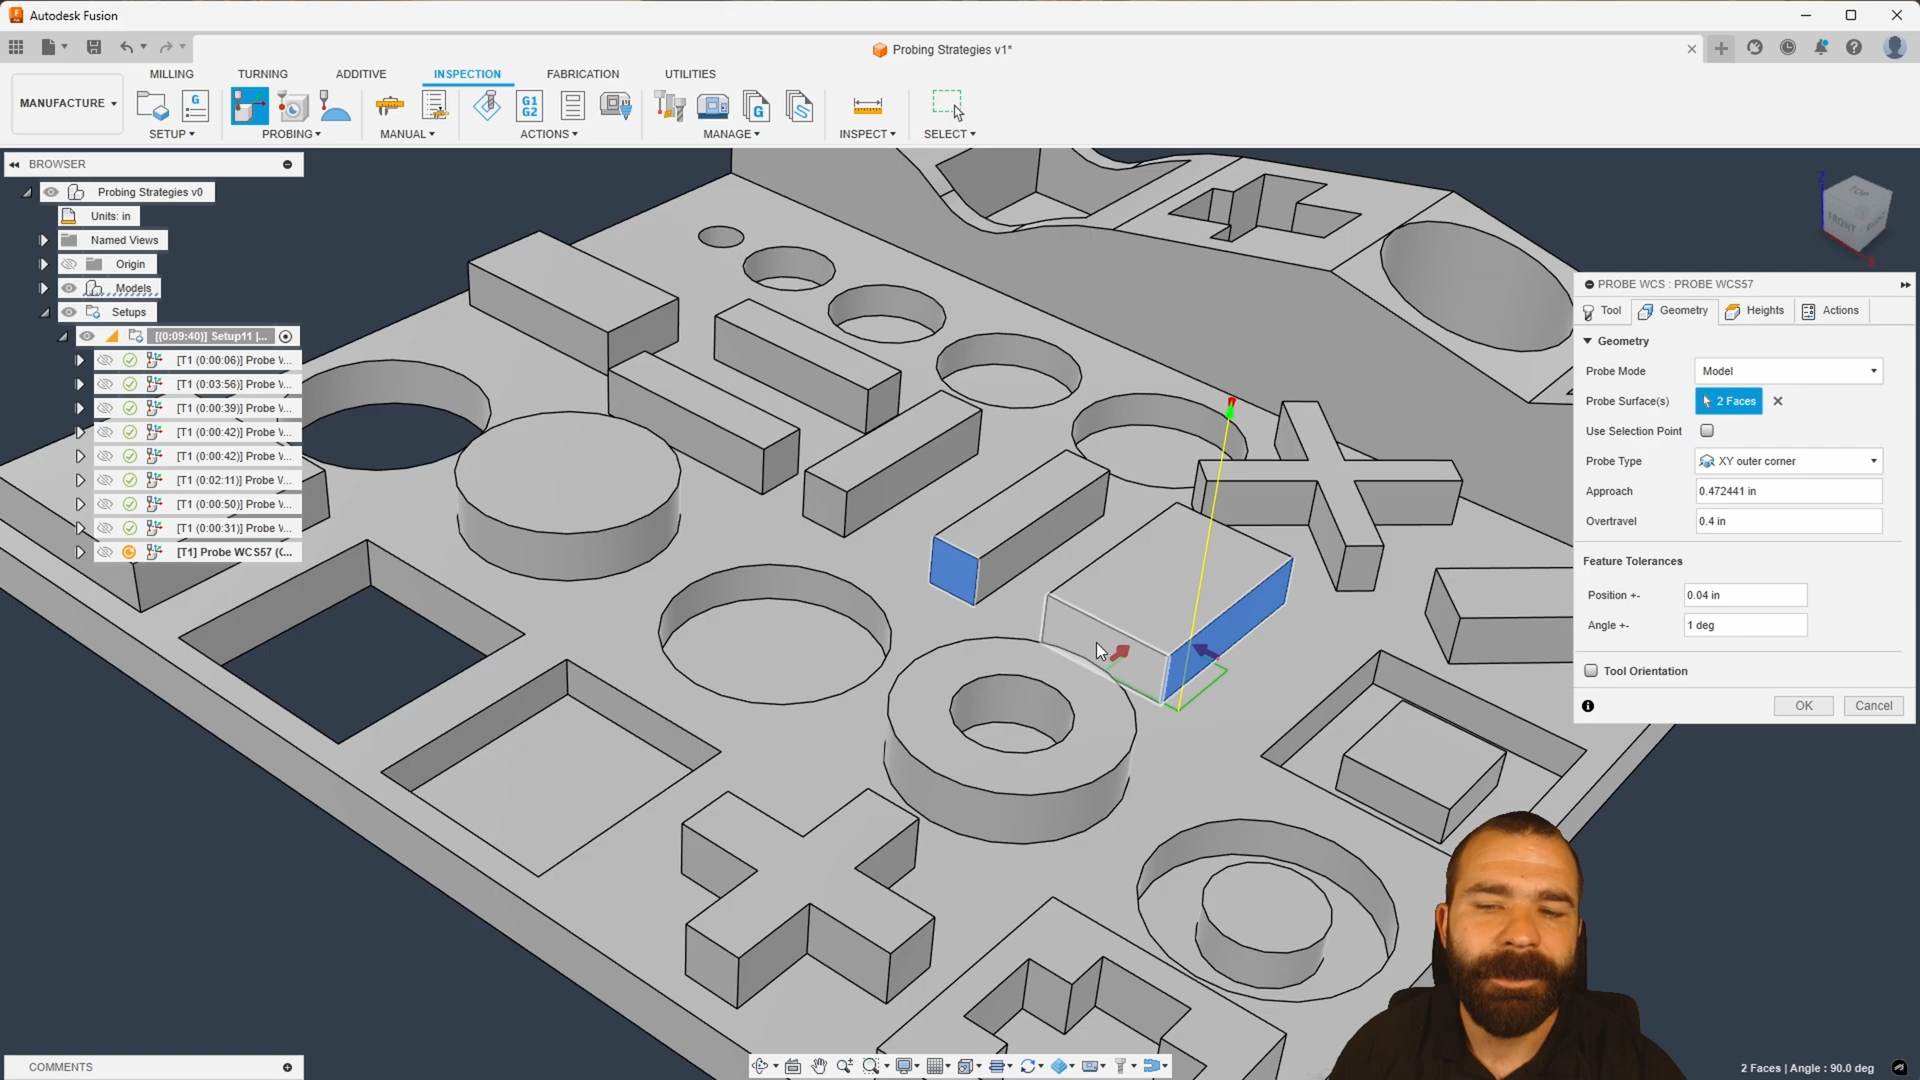 Autodesk Fusion
Probing Strategies v1*
MANUFACTURE
MILLING TURNING ADDITIVE INSPECTION FABRICATION UTILITIES
G
G1
G2
G
SETUP PROBING MANUAL ACTIONS MANAGE INSPECT SELECT
BROWSER
Probing Strategies v0
Units: in
Named Views
Origin
Models
Setups
[(0:09:40)] Setup11 |...
[T1 (0:00:06)] Probe V...
[T1 (0:03:56)] Probe V...
[T1 (0:00:39)] Probe V...
[T1 (0:00:42)] Probe V...
[T1 (0:00:42)] Probe V...
[T1 (0:02:11)] Probe V...
[T1 (0:00:50)] Probe V...
[T1 (0:00:31)] Probe V...
[T1] Probe WCS57 (C...
Z
TOP
FRONT
X
PROBE WCS : PROBE WCS57
Tool Geometry Heights Actions
Geometry
Probe Mode Model
Probe Surface(s) 2 Faces
Use Selection Point
Probe Type XY outer corner
Approach 0.472441 in
Overtravel 0.4 in
Feature Tolerances
Position +- 0.04 in
Angle +- 1 deg
Tool Orientation
OK Cancel
COMMENTS
2 Faces | Angle : 90.0 deg